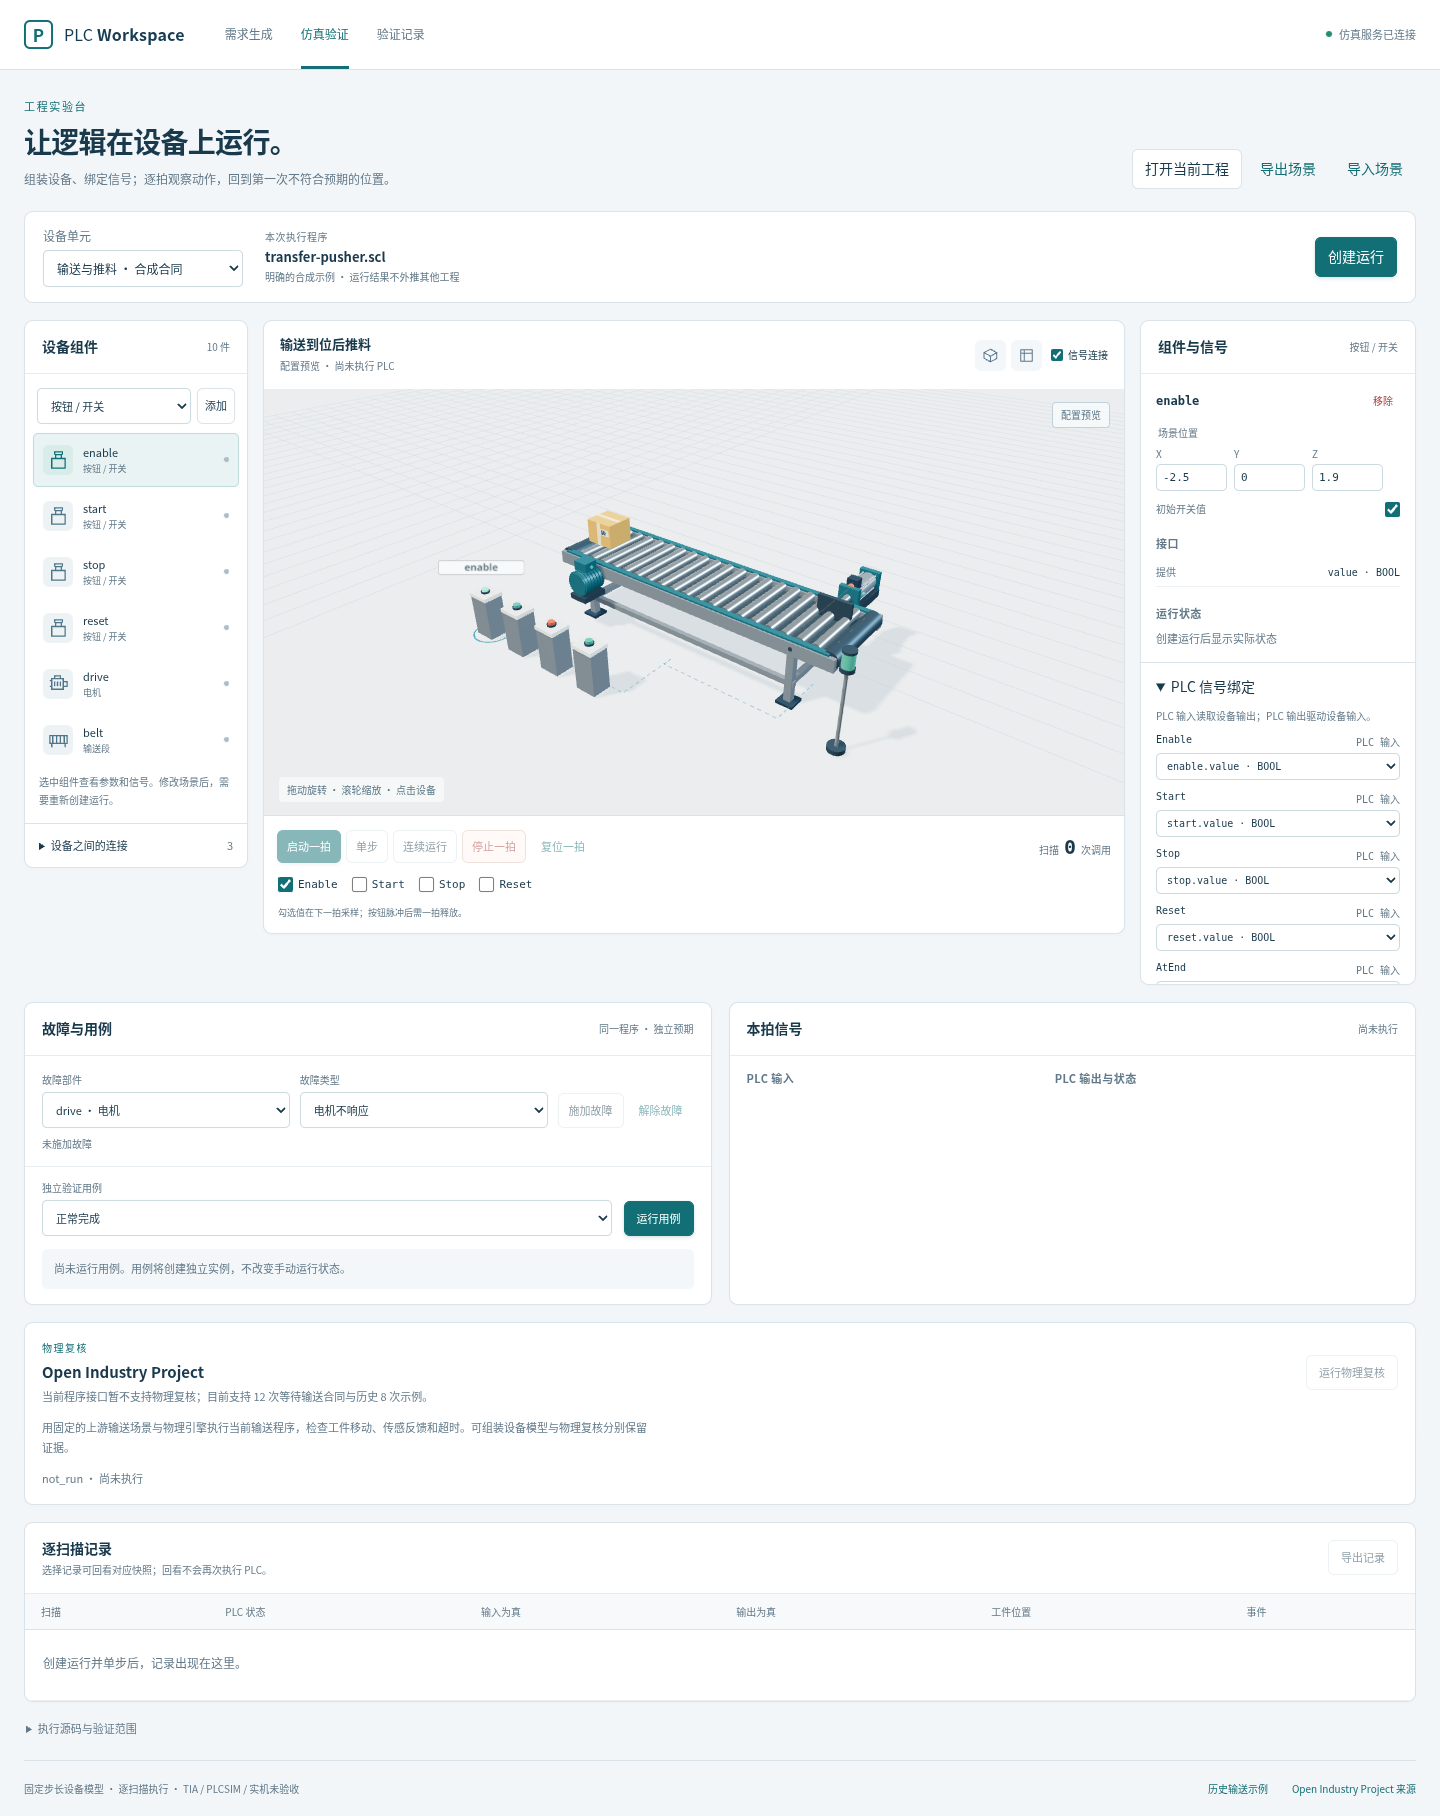 P PLC Workspace 需求生成 仿真验证 验证记录 仿真服务已连接
工程实验台
让逻辑在设备上运行。
组装设备、绑定信号；逐拍观察动作，回到第一次不符合预期的位置。
打开当前工程 导出场景 导入场景
设备单元
输送与推料 · 合成合同
本次执行程序
transfer-pusher.scl
明确的合成示例 · 运行结果不外推其他工程
创建运行
设备组件 10 件
按钮 / 开关 添加
enable
按钮 / 开关
start
按钮 / 开关
stop
按钮 / 开关
reset
按钮 / 开关
drive
电机
belt
输送段
选中组件查看参数和信号。修改场景后，需
要重新创建运行。
设备之间的连接 3
输送到位后推料
配置预览 · 尚未执行 PLC
信号连接
配置预览
enable
拖动旋转 · 滚轮缩放 · 点击设备
启动一拍 单步 连续运行 停止一拍 复位一拍 扫描 0 次调用
Enable Start Stop Reset
勾选值在下一拍采样；按钮脉冲后需一拍释放。
组件与信号 按钮 / 开关
enable 移除
场景位置
X Y Z
-2.5 0 1.9
初始开关值
接口
提供 value · BOOL
运行状态
创建运行后显示实际状态
PLC 信号绑定
PLC 输入读取设备输出；PLC 输出驱动设备输入。
Enable PLC 输入
enable.value · BOOL
Start PLC 输入
start.value · BOOL
Stop PLC 输入
stop.value · BOOL
Reset PLC 输入
reset.value · BOOL
AtEnd PLC 输入
故障与用例 同一程序 · 独立预期
故障部件 故障类型
drive · 电机 电机不响应 施加故障 解除故障
未施加故障
独立验证用例
正常完成 运行用例
尚未运行用例。用例将创建独立实例，不改变手动运行状态。
本拍信号 尚未执行
PLC 输入 PLC 输出与状态
物理复核
Open Industry Project
当前程序接口暂不支持物理复核；目前支持 12 次等待输送合同与历史 8 次示例。
用固定的上游输送场景与物理引擎执行当前输送程序，检查工件移动、传感反馈和超时。可组装设备模型与物理复核分别保留
证据。
not_run · 尚未执行
运行物理复核
逐扫描记录
选择记录可回看对应快照；回看不会再次执行 PLC。
导出记录
扫描 PLC 状态 输入为真 输出为真 工件位置 事件
创建运行并单步后，记录出现在这里。
执行源码与验证范围
固定步长设备模型 · 逐扫描执行 · TIA / PLCSIM / 实机未验收 历史输送示例 Open Industry Project 来源